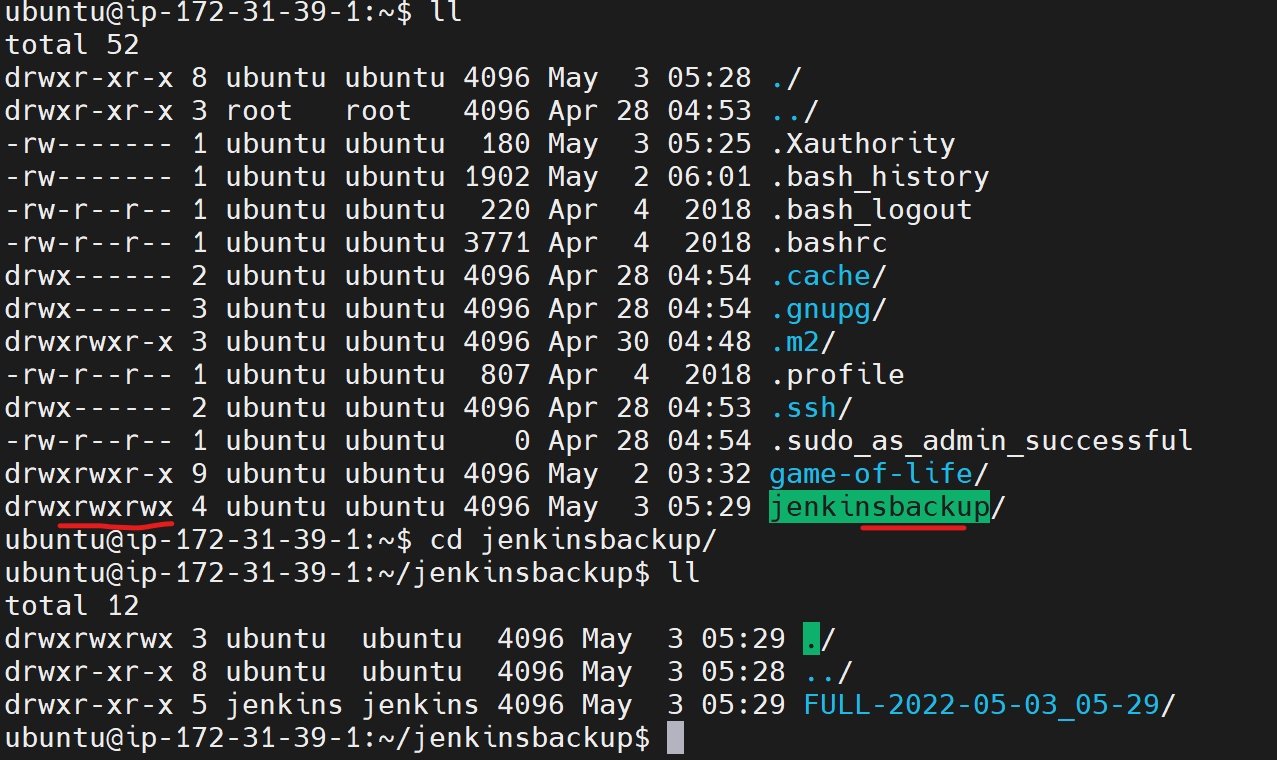 ubuntu@ip-172-31-39-1:~$ ll
total 52
drwxr-xr-x 8 ubuntu ubuntu 4096 May  3 05:28 ./
drwxr-xr-x 3 root   root   4096 Apr 28 04:53 ../
-rw------- 1 ubuntu ubuntu  180 May  3 05:25 .Xauthority
-rw------- 1 ubuntu ubuntu 1902 May  2 06:01 .bash_history
-rw-r--r-- 1 ubuntu ubuntu  220 Apr  4  2018 .bash_logout
-rw-r--r-- 1 ubuntu ubuntu 3771 Apr  4  2018 .bashrc
drwx------ 2 ubuntu ubuntu 4096 Apr 28 04:54 .cache/
drwx------ 3 ubuntu ubuntu 4096 Apr 28 04:54 .gnupg/
drwxrwxr-x 3 ubuntu ubuntu 4096 Apr 30 04:48 .m2/
-rw-r--r-- 1 ubuntu ubuntu  807 Apr  4  2018 .profile
drwx------ 2 ubuntu ubuntu 4096 Apr 28 04:53 .ssh/
-rw-r--r-- 1 ubuntu ubuntu    0 Apr 28 04:54 .sudo_as_admin_successful
drwxrwxr-x 9 ubuntu ubuntu 4096 May  2 03:32 game-of-life/
drwxrwxrwx 4 ubuntu ubuntu 4096 May  3 05:29 jenkinsbackup/
ubuntu@ip-172-31-39-1:~$ cd jenkinsbackup/
ubuntu@ip-172-31-39-1:~/jenkinsbackup$ ll
total 12
drwxrwxrwx 3 ubuntu  ubuntu  4096 May  3 05:29 ./
drwxr-xr-x 8 ubuntu  ubuntu  4096 May  3 05:28 ../
drwxr-xr-x 5 jenkins jenkins 4096 May  3 05:29 FULL-2022-05-03_05-29/
ubuntu@ip-172-31-39-1:~/jenkinsbackup$